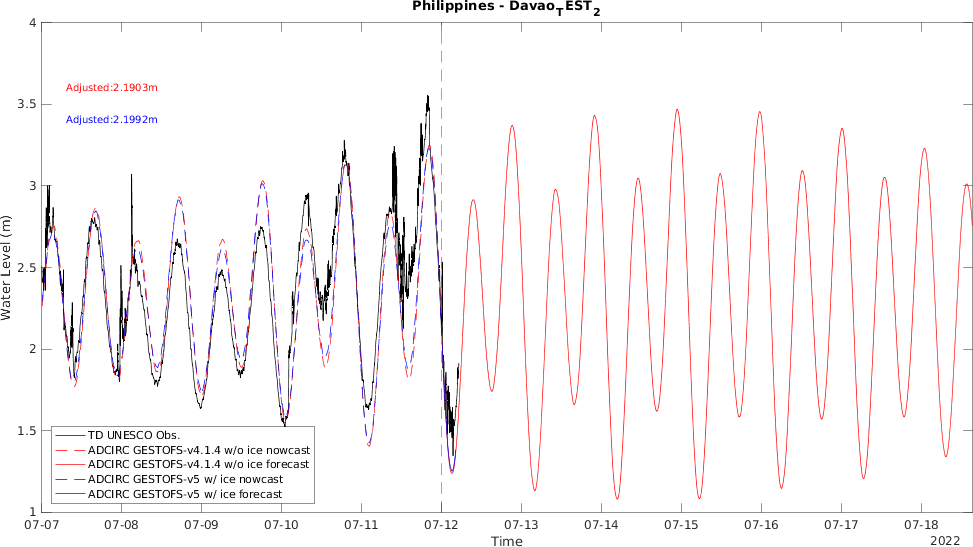 Philippines - Davao_TEST_2
4
3.5
3
2.5
2
1.5
1
Water Level (m)
Adjusted:2.1903m
Adjusted:2.1992m
TD UNESCO Obs.
ADCIRC GESTOFS-v4.1.4 w/o ice nowcast
ADCIRC GESTOFS-v4.1.4 w/o ice forecast
ADCIRC GESTOFS-v5 w/ ice nowcast
ADCIRC GESTOFS-v5 w/ ice forecast
07-07 07-08 07-09 07-10 07-11 07-12 07-13 07-14 07-15 07-16 07-17 07-18
Time
2022